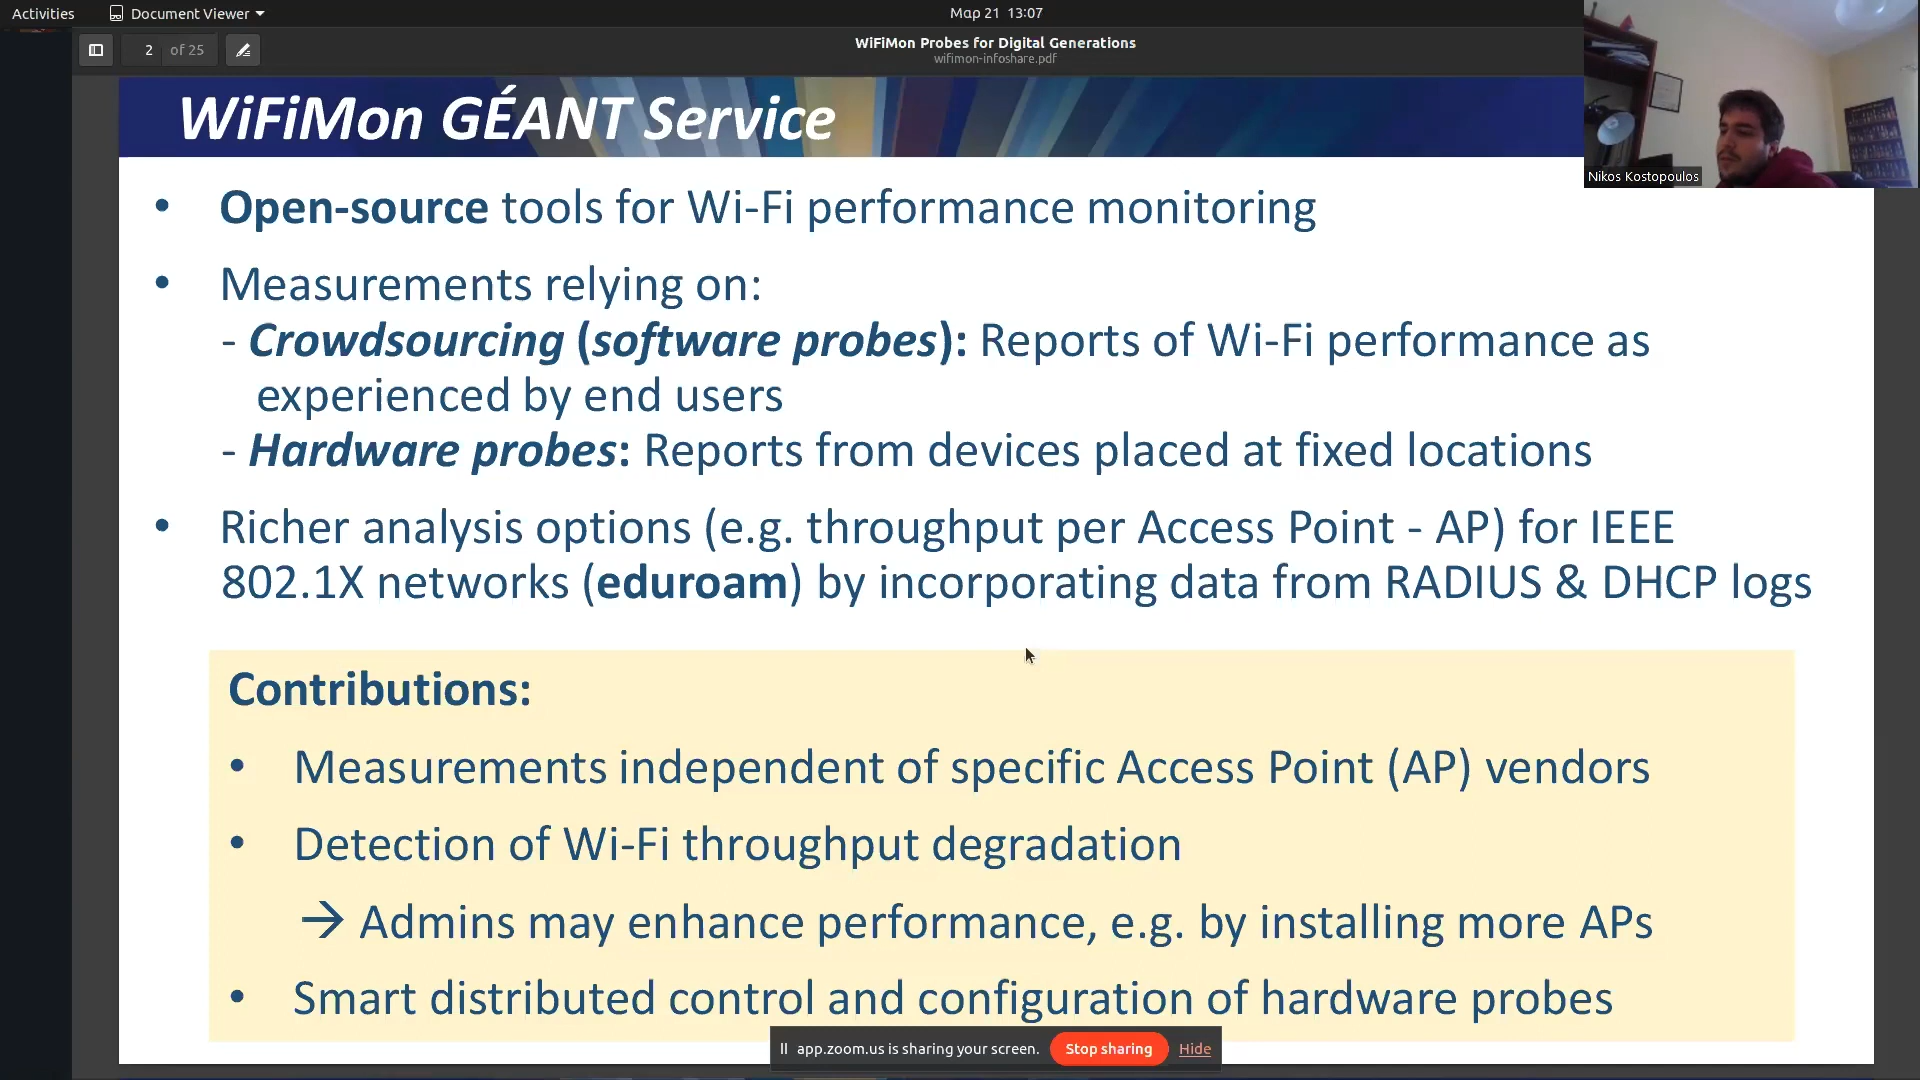 Activities
Document Viewer
Μαρ 21 13:07
2 of 25
WiFiMon Probes for Digital Generations
wifimon-infoshare.pdf
Nikos Kostopoulos
WiFiMon GÉANT Service
• Open-source tools for Wi-Fi performance monitoring
• Measurements relying on:
- Crowdsourcing (software probes): Reports of Wi-Fi performance as
experienced by end users
- Hardware probes: Reports from devices placed at fixed locations
• Richer analysis options (e.g. throughput per Access Point - AP) for IEEE
802.1X networks (eduroam) by incorporating data from RADIUS & DHCP logs
Contributions:
• Measurements independent of specific Access Point (AP) vendors
• Detection of Wi-Fi throughput degradation
→ Admins may enhance performance, e.g. by installing more APs
• Smart distributed control and configuration of hardware probes
app.zoom.us is sharing your screen.
Stop sharing
Hide